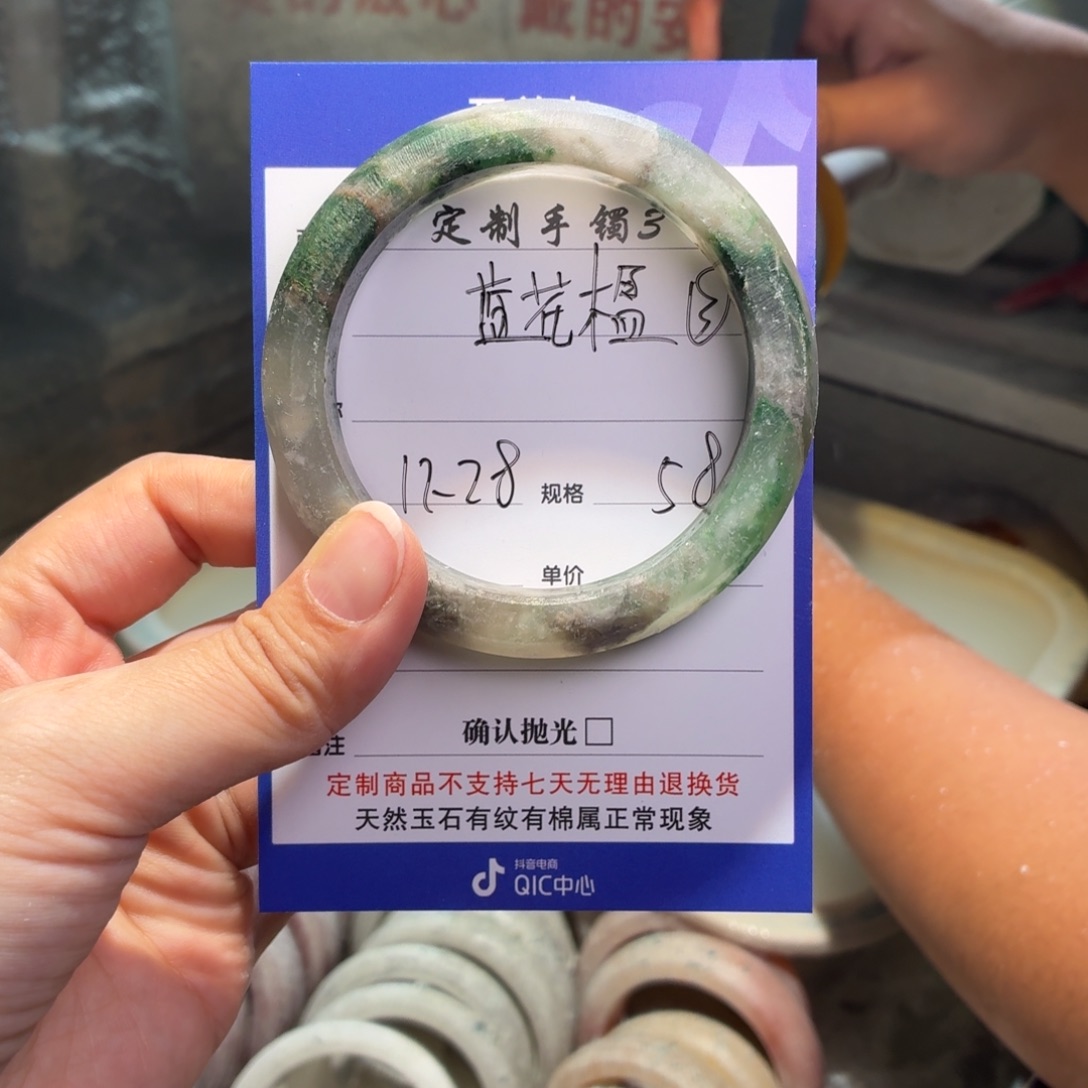 定制手镯3
蓝花楹 ③
12-28 规格 58
单价
确认抛光□
定制商品不支持七天无理由退换货
天然玉石有纹有棉属正常现象
抖音电商
QIC中心